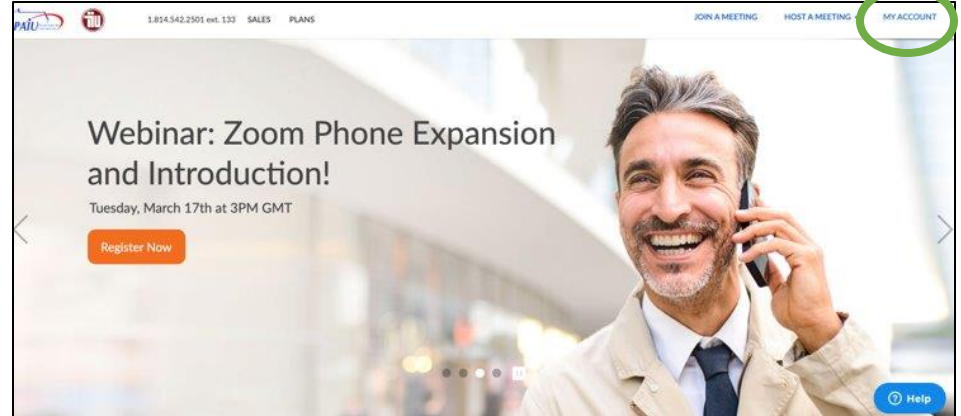 PAIU
1.814.542.2501 ext. 133 SALES PLANS
JOIN A MEETING HOST A MEETING MY ACCOUNT
Webinar: Zoom Phone Expansion
and Introduction!
Tuesday, March 17th at 3PM GMT
Register Now
Help